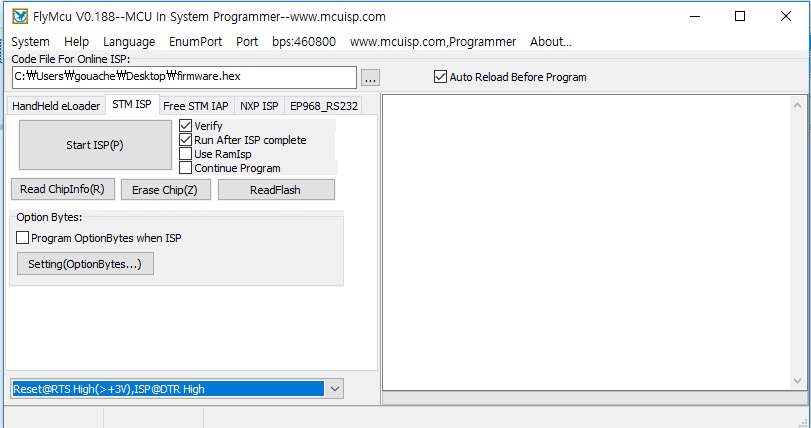 FlyMcu V0.188--MCU In System Programmer--www.mcuisp.com
System Help Language EnumPort Port bps:460800 www.mcuisp.com,Programmer About...
Code File For Online ISP:
C:₩Users₩gouache₩Desktop₩firmware.hex ... Auto Reload Before Program
HandHeld eLoader STM ISP Free STM IAP NXP ISP EP968_RS232
Start ISP(P)
Verify
Run After ISP complete
Use RamIsp
Continue Program
Read ChipInfo(R) Erase Chip(Z) ReadFlash
Option Bytes:
Program OptionBytes when ISP
Setting(OptionBytes...)
Reset@RTS High(>+3V),ISP@DTR High